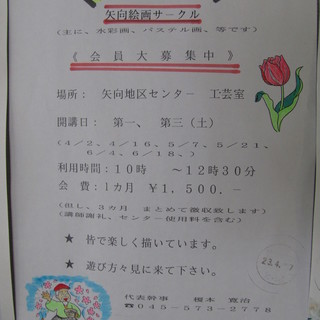 矢向絵画サークル
(主に、水彩画、パステル画、等です)
《 会員大募集中 》
場所： 矢向地区センター 工芸室
開講日： 第一、 第三(土)
(4/2、4/16、5/7、5/21、
6/4、6/18、)
利用時間：10時 ～12時30分
会 費：1カ月 ¥1,500.−
(但し、3カ月 まとめて徴収致します)
(講師謝礼、センター使用料を含む)
★ 皆で楽しく描いています。
★ 遊び方々見に来て下さい。
代表幹事 榎本 寛治
☎045-573-2778